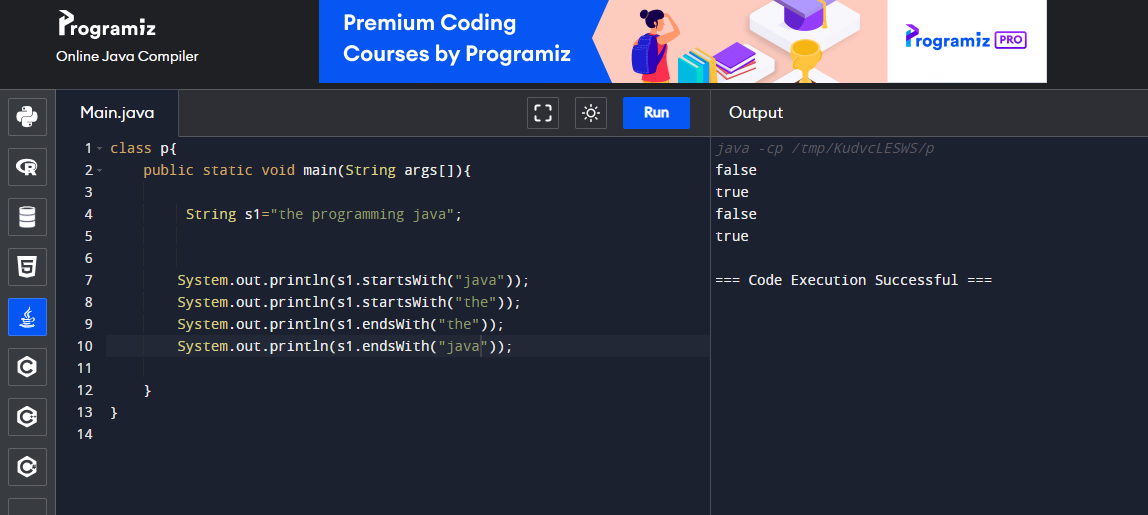 Programiz
Online Java Compiler
Premium Coding
Courses by Programiz
Programiz PRO
Main.java
Run
Output
1 class p{
2 public static void main(String args[]){
3
4 String s1="the programming java";
5
6
7 System.out.println(s1.startsWith("java"));
8 System.out.println(s1.startsWith("the"));
9 System.out.println(s1.endsWith("the"));
10 System.out.println(s1.endsWith("java"));
11
12 }
13 }
14
java -cp /tmp/KudvcLESWS/p
false
true
false
true
=== Code Execution Successful ===